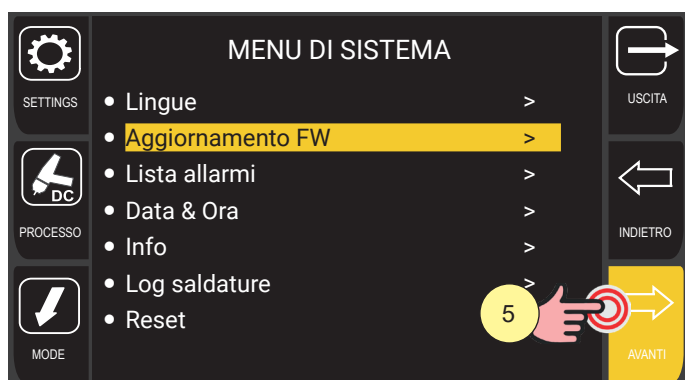 MENU DI SISTEMA
SETTINGS
DC
PROCESSO
MODE
• Lingue >
• Aggiornamento FW >
• Lista allarmi >
• Data & Ora >
• Info >
• Log saldature >
• Reset
5
USCITA
INDIETRO
AVANTI